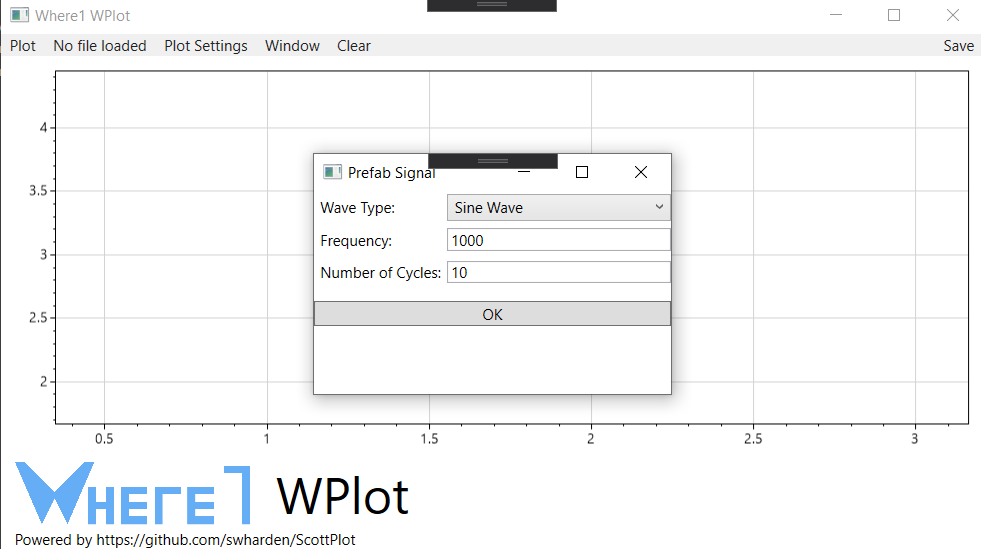 Where1 WPlot
Plot No file loaded Plot Settings Window Clear Save
4
3.5
3
2.5
2
0.5 1 1.5 2 2.5 3
Prefab Signal
Wave Type: Sine Wave
Frequency: 1000
Number of Cycles: 10
OK
Where1 WPlot
Powered by https://github.com/swharden/ScottPlot